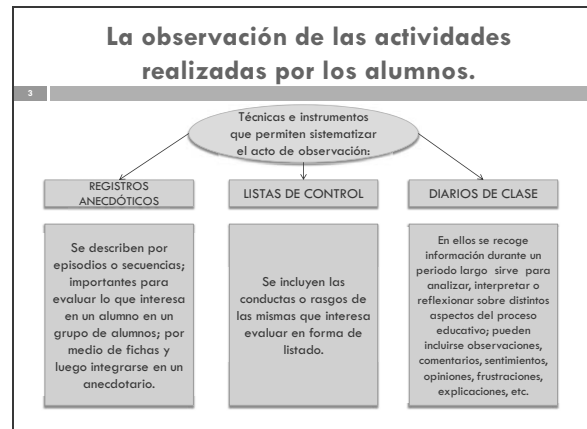 La observación de las actividades
realizadas por los alumnos.
3
Técnicas e instrumentos
que permiten sistematizar
el acto de observación:
REGISTROS
ANECDÓTICOS
LISTAS DE CONTROL
DIARIOS DE CLASE
Se describen por
episodios o secuencias;
importantes para
evaluar lo que interesa
en un alumno en un
grupo de alumnos; por
medio de fichas y
luego integrarse en un
anecdotario.
Se incluyen las
conductas o rasgos de
las mismas que interesa
evaluar en forma de
listado.
En ellos se recoge
información durante un
periodo largo sirve para
analizar, interpretar o
reflexionar sobre distintos
aspectos del proceso
educativo; pueden
incluirse observaciones,
comentarios, sentimientos,
opiniones, frustraciones,
explicaciones, etc.